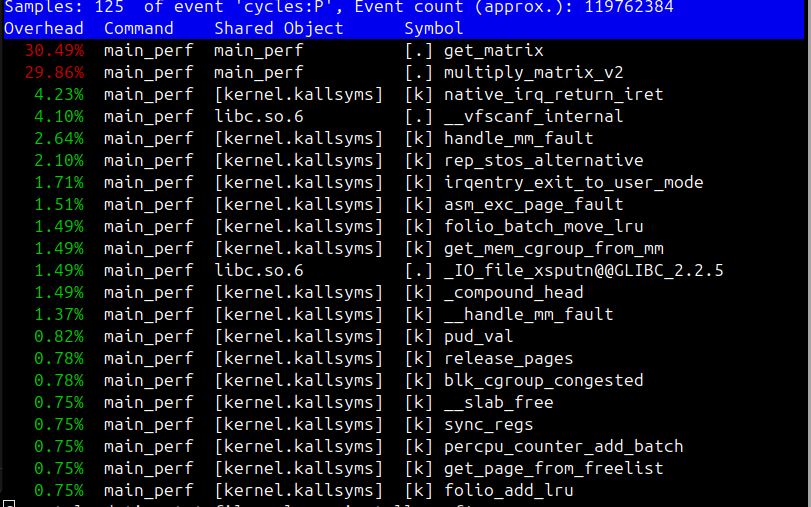 Samples: 125  of event 'cycles:P', Event count (approx.): 119762384
Overhead  Command    Shared Object      Symbol
30.49%  main_perf  main_perf          [.] get_matrix
29.86%  main_perf  main_perf          [.] multiply_matrix_v2
4.23%  main_perf  [kernel.kallsyms]  [k] native_irq_return_iret
4.10%  main_perf  libc.so.6          [.] __vfscanf_internal
2.64%  main_perf  [kernel.kallsyms]  [k] handle_mm_fault
2.10%  main_perf  [kernel.kallsyms]  [k] rep_stos_alternative
1.71%  main_perf  [kernel.kallsyms]  [k] irqentry_exit_to_user_mode
1.51%  main_perf  [kernel.kallsyms]  [k] asm_exc_page_fault
1.49%  main_perf  [kernel.kallsyms]  [k] folio_batch_move_lru
1.49%  main_perf  [kernel.kallsyms]  [k] get_mem_cgroup_from_mm
1.49%  main_perf  libc.so.6          [.] _IO_file_xsputn@@GLIBC_2.2.5
1.49%  main_perf  [kernel.kallsyms]  [k] _compound_head
1.37%  main_perf  [kernel.kallsyms]  [k] __handle_mm_fault
0.82%  main_perf  [kernel.kallsyms]  [k] pud_val
0.78%  main_perf  [kernel.kallsyms]  [k] release_pages
0.78%  main_perf  [kernel.kallsyms]  [k] blk_cgroup_congested
0.75%  main_perf  [kernel.kallsyms]  [k] __slab_free
0.75%  main_perf  [kernel.kallsyms]  [k] sync_regs
0.75%  main_perf  [kernel.kallsyms]  [k] percpu_counter_add_batch
0.75%  main_perf  [kernel.kallsyms]  [k] get_page_from_freelist
0.75%  main_perf  [kernel.kallsyms]  [k] folio_add_lru